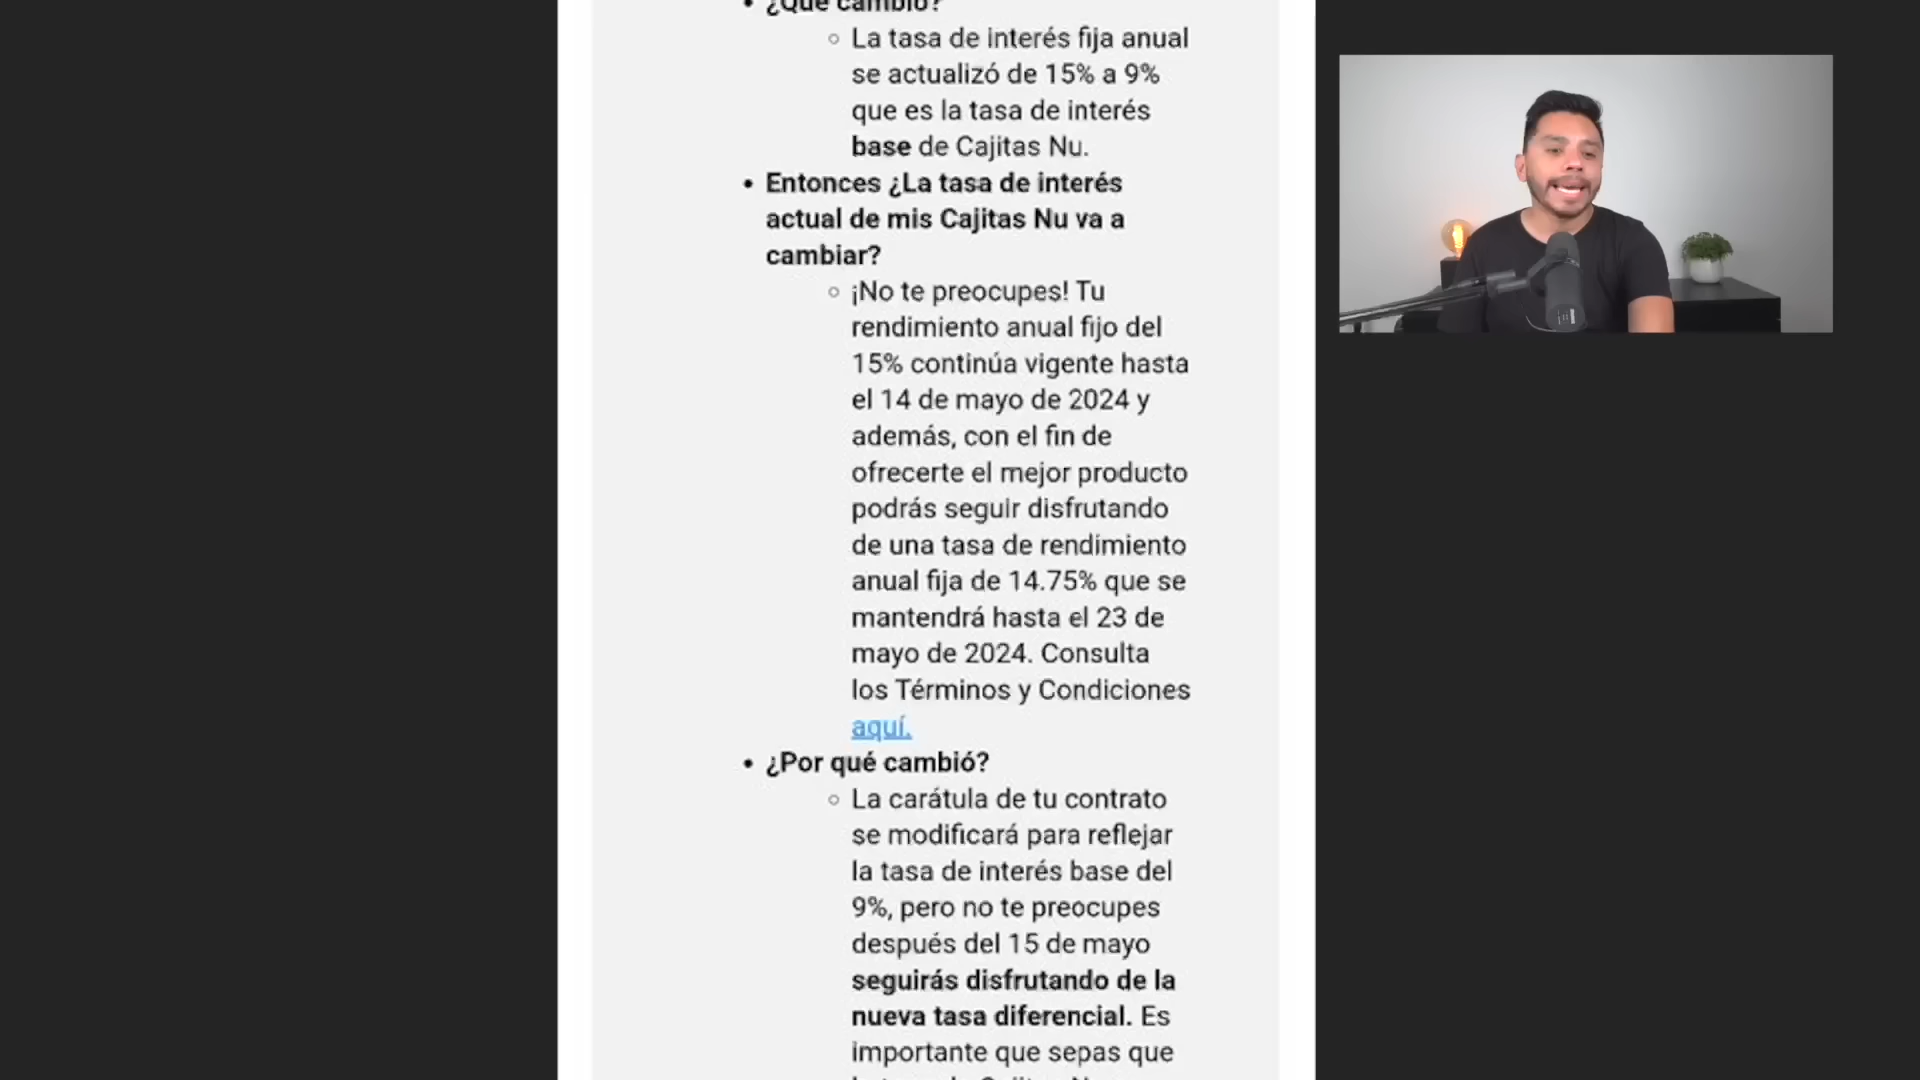 • ¿Qué cambió?
○ La tasa de interés fija anual
se actualizó de 15% a 9%
que es la tasa de interés
base de Cajitas Nu.
• Entonces ¿La tasa de interés
actual de mis Cajitas Nu va a
cambiar?
○ ¡No te preocupes! Tu
rendimiento anual fijo del
15% continúa vigente hasta
el 14 de mayo de 2024 y
además, con el fin de
ofrecerte el mejor producto
podrás seguir disfrutando
de una tasa de rendimiento
anual fija de 14.75% que se
mantendrá hasta el 23 de
mayo de 2024. Consulta
los Términos y Condiciones
aquí.
• ¿Por qué cambió?
○ La carátula de tu contrato
se modificará para reflejar
la tasa de interés base del
9%, pero no te preocupes
después del 15 de mayo
seguirás disfrutando de la
nueva tasa diferencial. Es
importante que sepas que